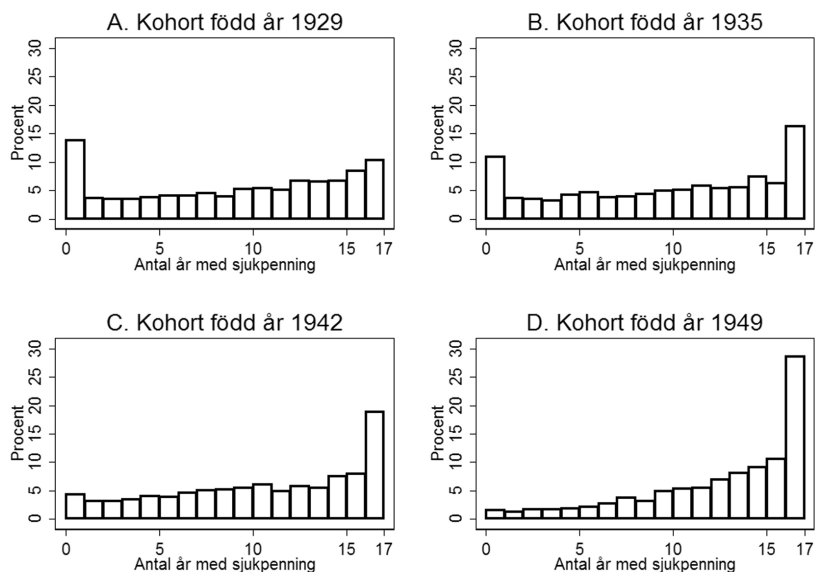 A. Kohort född år 1929
Procent
30
25
20
15
10
5
0
0 5 10 15 17
Antal år med sjukpenning
B. Kohort född år 1935
Procent
30
25
20
15
10
5
0
0 5 10 15 17
Antal år med sjukpenning
C. Kohort född år 1942
Procent
30
25
20
15
10
5
0
0 5 10 15 17
Antal år med sjukpenning
D. Kohort född år 1949
Procent
30
25
20
15
10
5
0
0 5 10 15 17
Antal år med sjukpenning